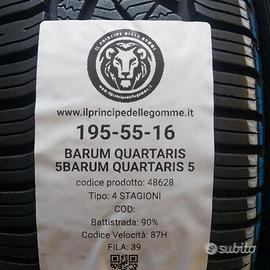 IL PRINCIPE DELLE GOMME
www.ilprincipedellegomme.it
195-55-16
BARUM QUARTARIS
5BARUM QUARTARIS 5
codice prodotto: 48628
Tipo: 4 STAGIONI
COD:
Battistrada: 90%
Codice Velocità: 87H
FILA: 39
subito